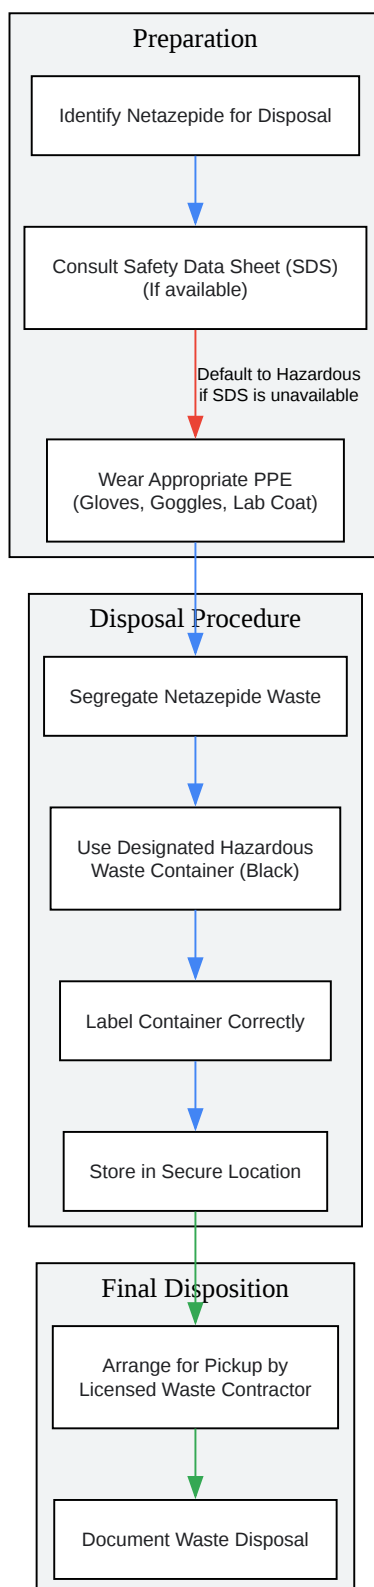 Preparation
Identify Netazepide for Disposal
Consult Safety Data Sheet (SDS)
(If available)
Default to Hazardous
if SDS is unavailable
Wear Appropriate PPE
(Gloves, Goggles, Lab Coat)
Disposal Procedure
Segregate Netazepide Waste
Use Designated Hazardous
Waste Container (Black)
Label Container Correctly
Store in Secure Location
Final Disposition
Arrange for Pickup by
Licensed Waste Contractor
Document Waste Disposal